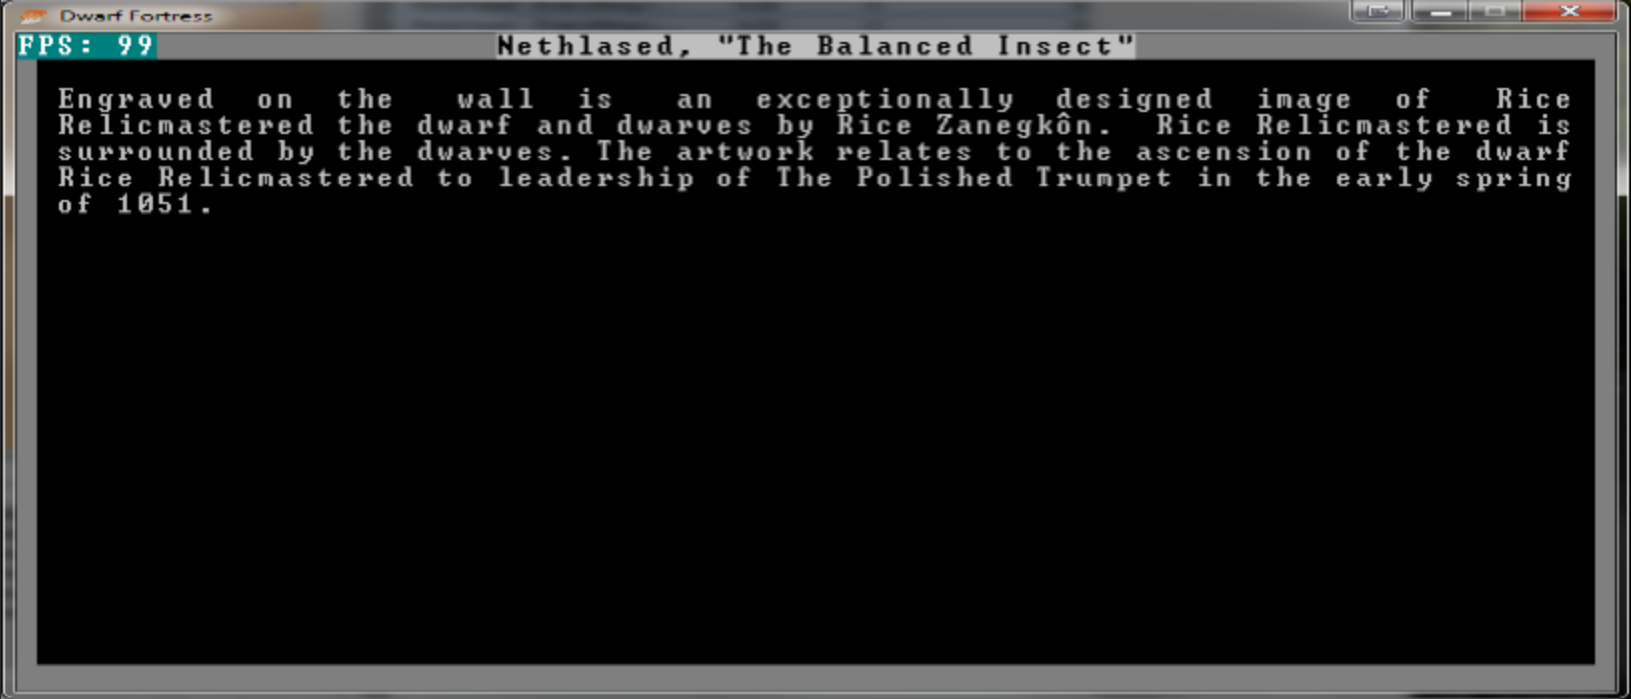 Dwarf Fortress
FPS: 99
Nethlased, "The Balanced Insect"
Engraved on the wall is an exceptionally designed image of Rice
Relicmastered the dwarf and dwarves by Rice Zanegkôn. Rice Relicmastered is
surrounded by the dwarves. The artwork relates to the ascension of the dwarf
Rice Relicmastered to leadership of The Polished Trumpet in the early spring
of 1051.